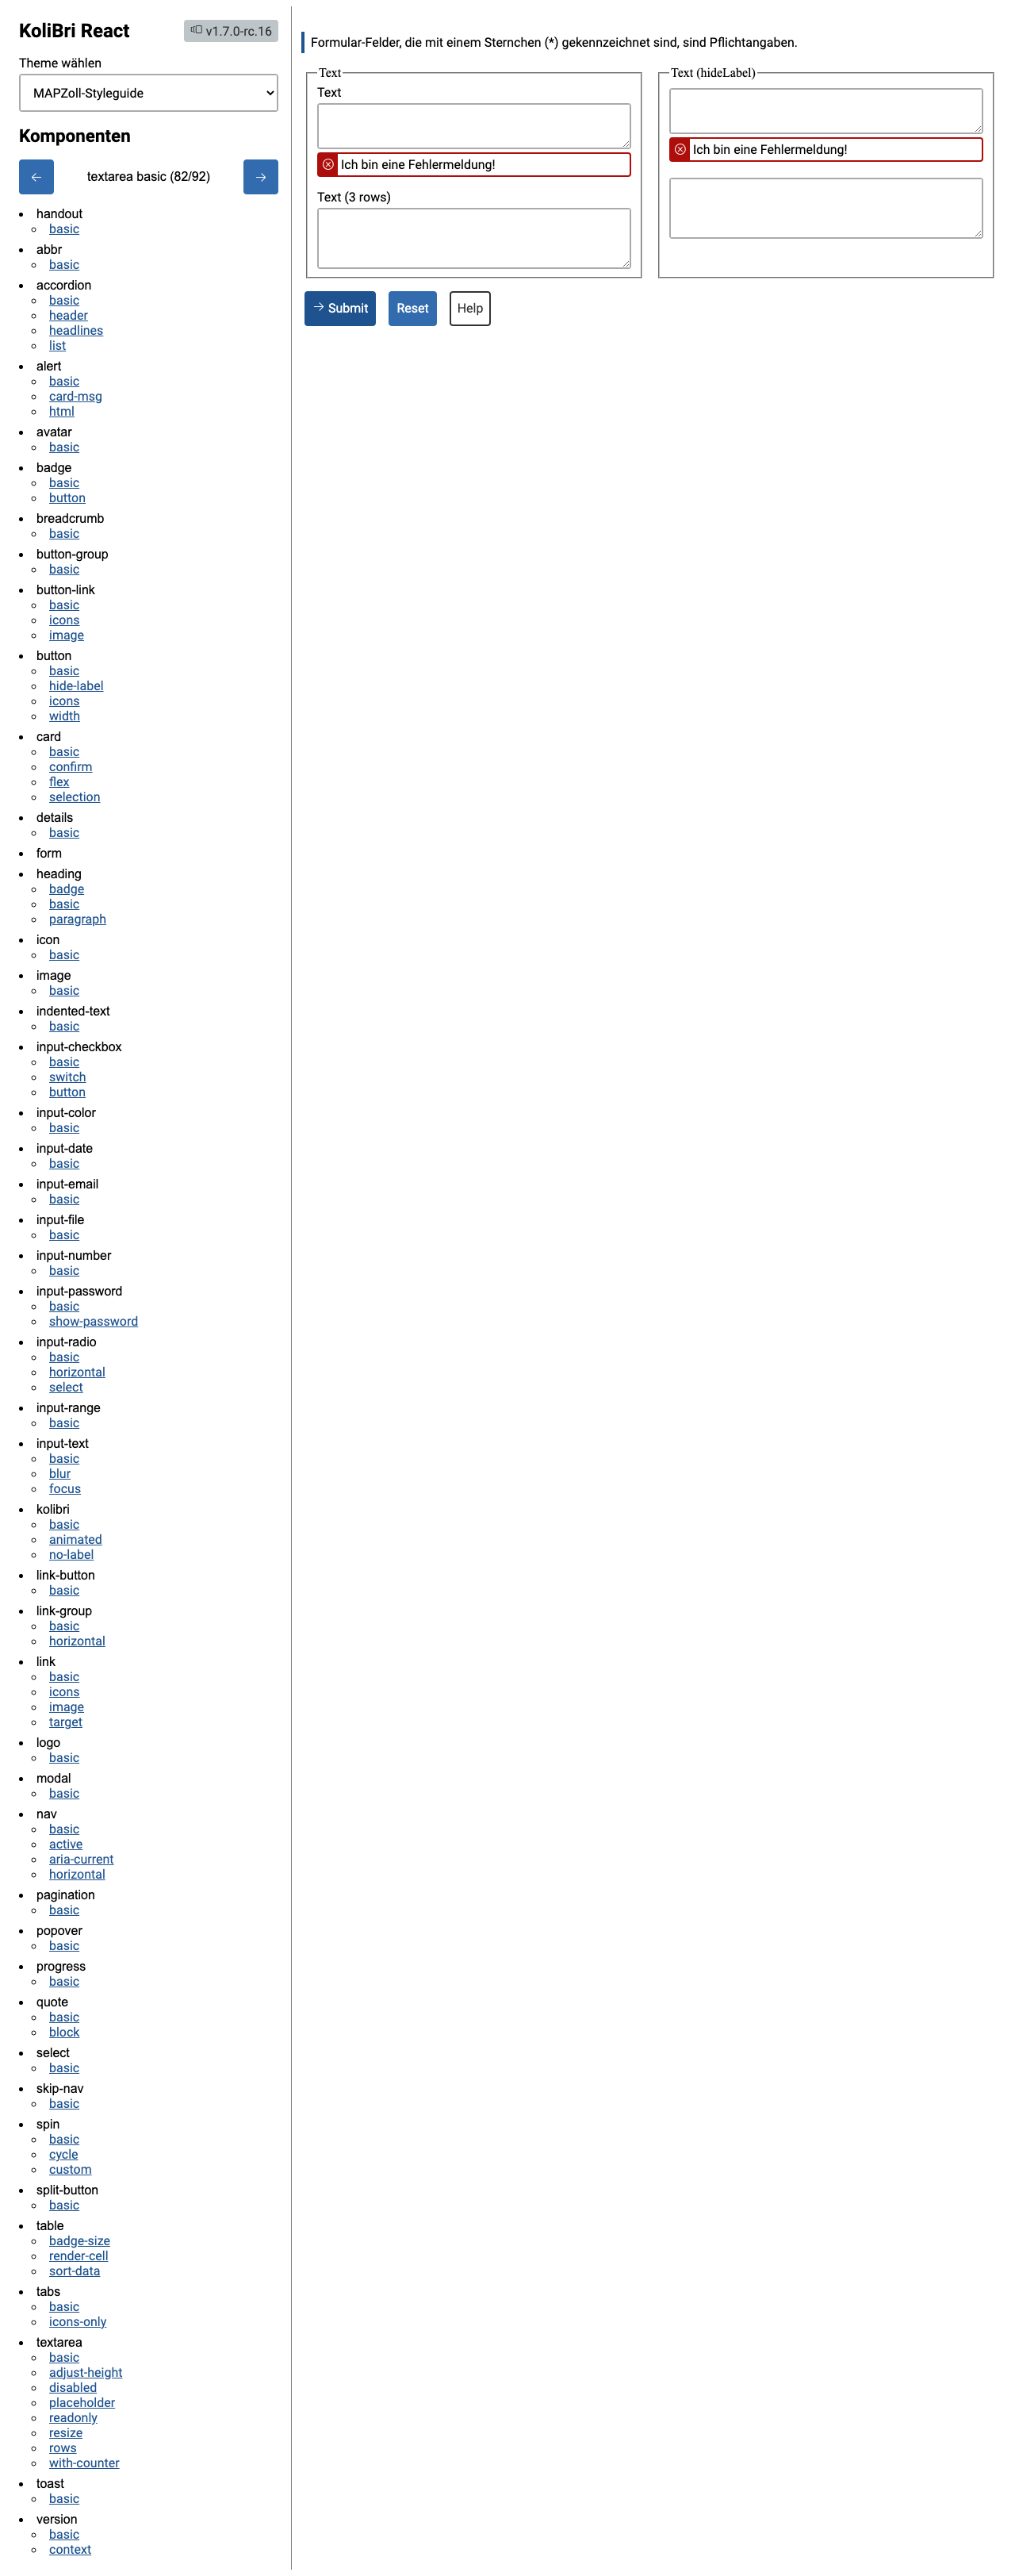 KoliBri React
v1.7.0-rc.16
Theme wählen
MAPZoll-Styleguide
Komponenten
textarea basic (82/92)
handout
basic
abbr
basic
accordion
basic
header
headlines
list
alert
basic
card-msg
html
avatar
basic
badge
basic
button
breadcrumb
basic
button-group
basic
button-link
basic
icons
image
button
basic
hide-label
icons
width
card
basic
confirm
flex
selection
details
basic
form
heading
badge
basic
paragraph
icon
basic
image
basic
indented-text
basic
input-checkbox
basic
switch
button
input-color
basic
input-date
basic
input-email
basic
input-file
basic
input-number
basic
input-password
basic
show-password
input-radio
basic
horizontal
select
input-range
basic
input-text
basic
blur
focus
kolibri
basic
animated
no-label
link-button
basic
link-group
basic
horizontal
link
basic
icons
image
target
logo
basic
modal
basic
nav
basic
active
aria-current
horizontal
pagination
basic
popover
basic
progress
basic
quote
basic
block
select
basic
skip-nav
basic
spin
basic
cycle
custom
split-button
basic
table
badge-size
render-cell
sort-data
tabs
basic
icons-only
textarea
basic
adjust-height
disabled
placeholder
readonly
resize
rows
with-counter
toast
basic
version
basic
context
Formular-Felder, die mit einem Sternchen (*) gekennzeichnet sind, sind Pflichtangaben.
Text
Text
Ich bin eine Fehlermeldung!
Text (3 rows)
Text (hideLabel)
Ich bin eine Fehlermeldung!
Submit
Reset
Help